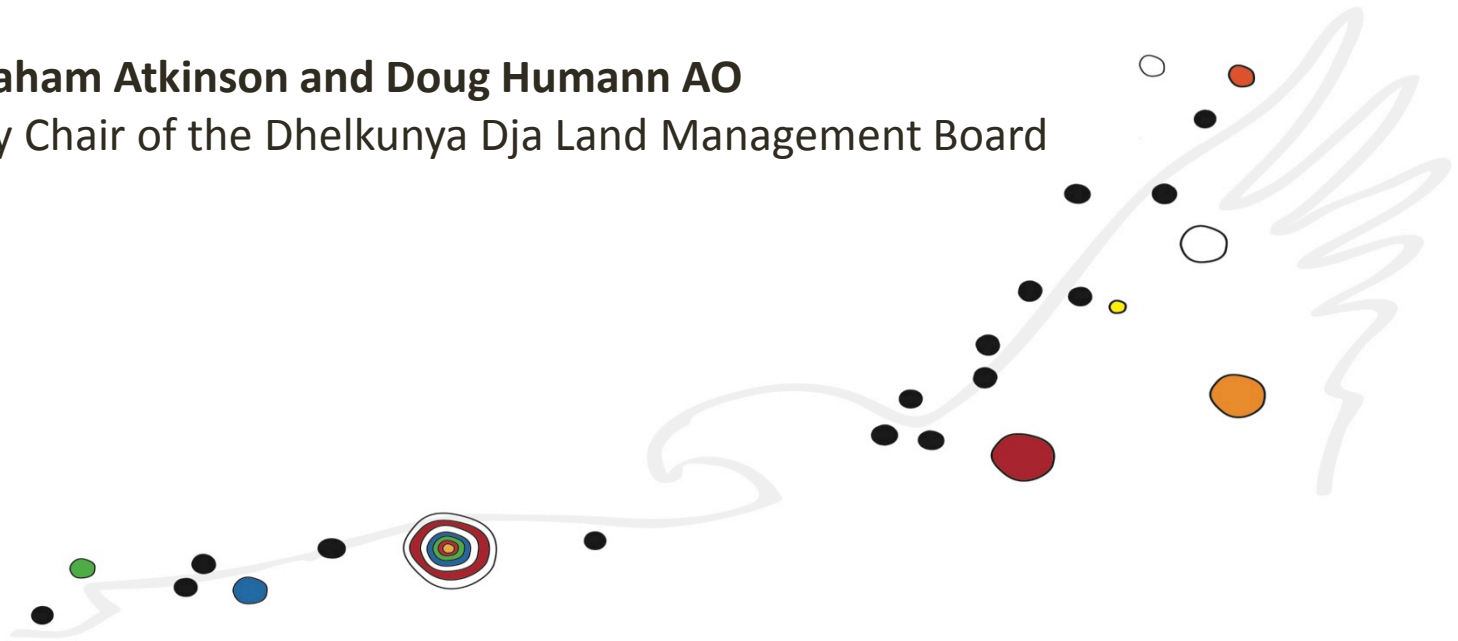 aham Atkinson and Doug Humann AO
y Chair of the Dhelkunya Dja Land Management Board